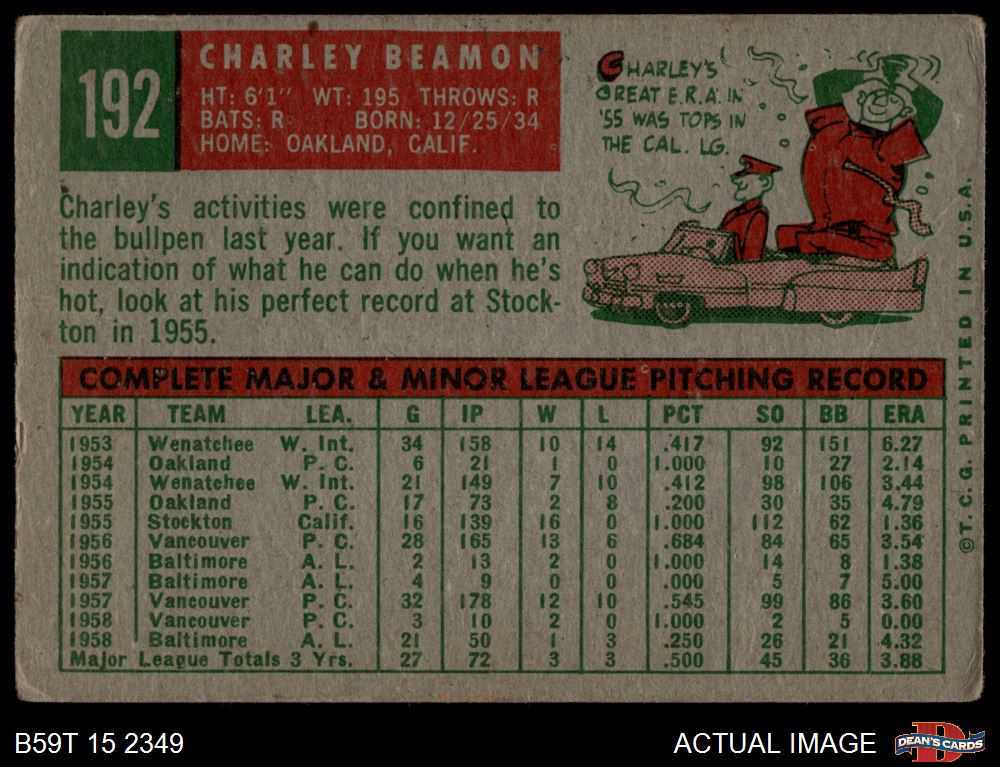 192
CHARLEY BEAMON
HT: 6'1" WT: 195 THROWS: R
BATS: R BORN: 12/25/34
HOME: OAKLAND, CALIF.
CHARLEY'S
GREAT E.R.A. IN
'55 WAS TOPS IN
THE CAL. LG.
Charley's activities were confined to
the bullpen last year. If you want an
indication of what he can do when he's
hot, look at his perfect record at Stock-
ton in 1955.
COMPLETE MAJOR & MINOR LEAGUE PITCHING RECORD
YEAR TEAM LEA. G IP W L PCT SO BB ERA
1953 Wenatchee W. Int. 34 158 10 14 .417 92 151 6.27
1954 Oakland P. C. 6 21 1 0 1.000 10 27 2.14
1954 Wenatchee W. Int. 21 149 7 10 .412 98 106 3.44
1955 Oakland P. C. 17 73 2 8 .200 30 35 4.79
1955 Stockton Calif. 16 139 16 0 1.000 112 62 1.36
1956 Vancouver P. C. 28 165 13 6 .684 84 65 3.54
1956 Baltimore A. L. 2 13 2 0 1.000 14 8 1.38
1957 Baltimore A. L. 4 9 0 0 .000 5 7 5.00
1957 Vancouver P. C. 32 178 12 10 .545 99 86 3.60
1958 Vancouver P. C. 3 10 2 0 1.000 2 5 0.00
1958 Baltimore A. L. 21 50 1 3 .250 26 21 4.32
Major League Totals 3 Yrs. 27 72 3 3 .500 45 36 3.88
©T.C.G. PRINTED IN U.S.A.
B59T 15 2349
ACTUAL IMAGE
DEAN'S CARDS